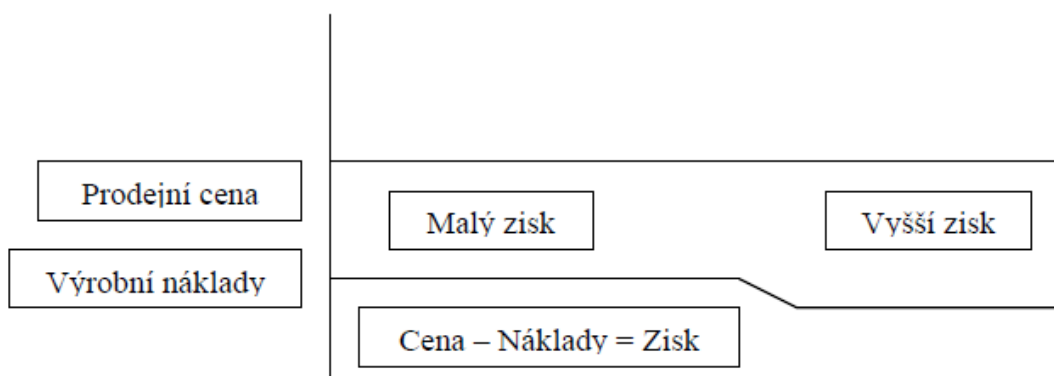 Prodejní cena
Malý zisk
Vyšší zisk
Výrobní náklady
Cena – Náklady = Zisk